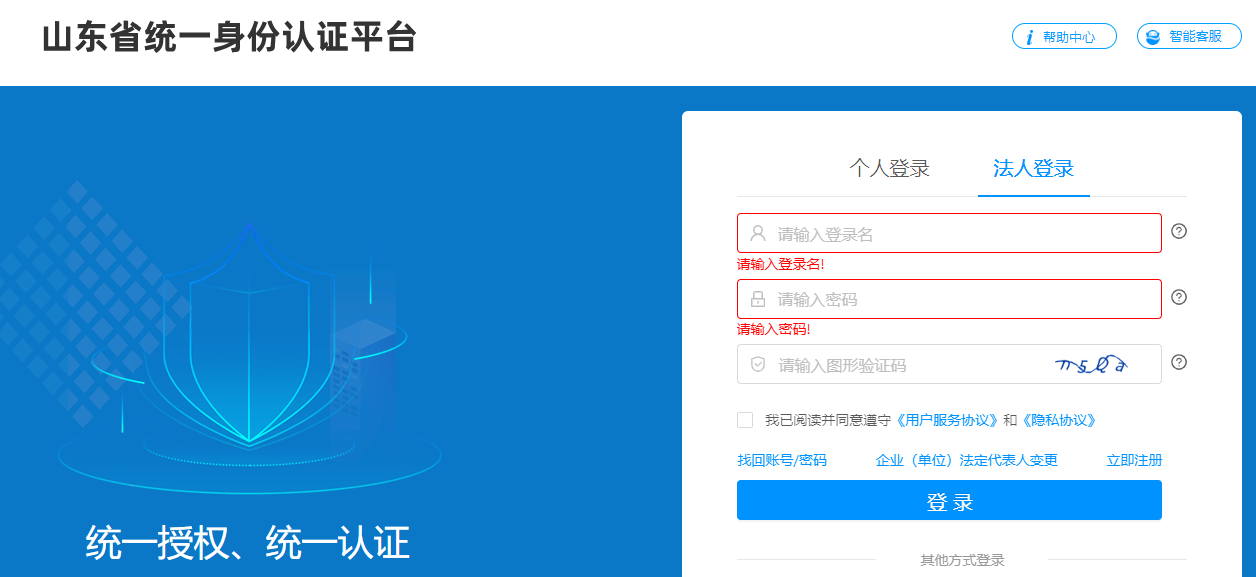 山东省统一身份认证平台
帮助中心
智能客服
个人登录
法人登录
请输入登录名
请输入登录名!
请输入密码
请输入密码!
请输入图形验证码
我已阅读并同意遵守《用户服务协议》和《隐私协议》
找回账号/密码
企业（单位）法定代表人变更
立即注册
登 录
其他方式登录
统一授权、统一认证